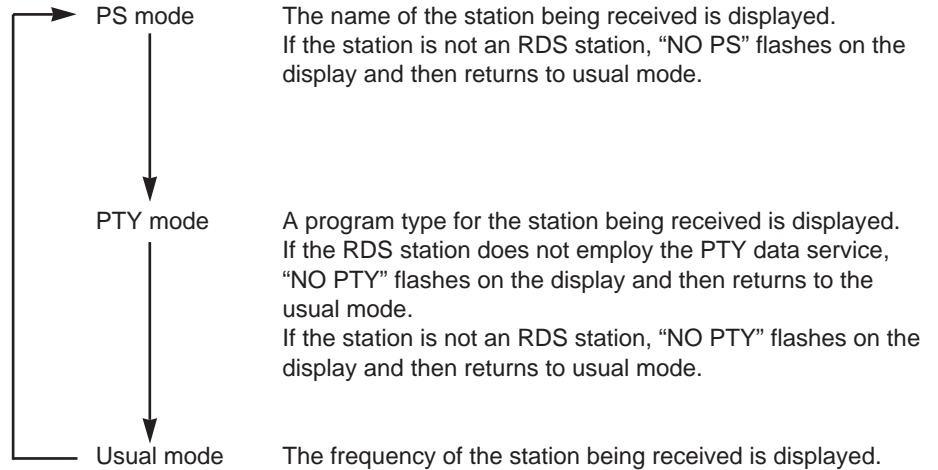 PS mode The name of the station being received is displayed.
If the station is not an RDS station, “NO PS” flashes on the
display and then returns to usual mode.
PTY mode A program type for the station being received is displayed.
If the RDS station does not employ the PTY data service,
“NO PTY” flashes on the display and then returns to the
usual mode.
If the station is not an RDS station, “NO PTY” flashes on the
display and then returns to usual mode.
Usual mode The frequency of the station being received is displayed.